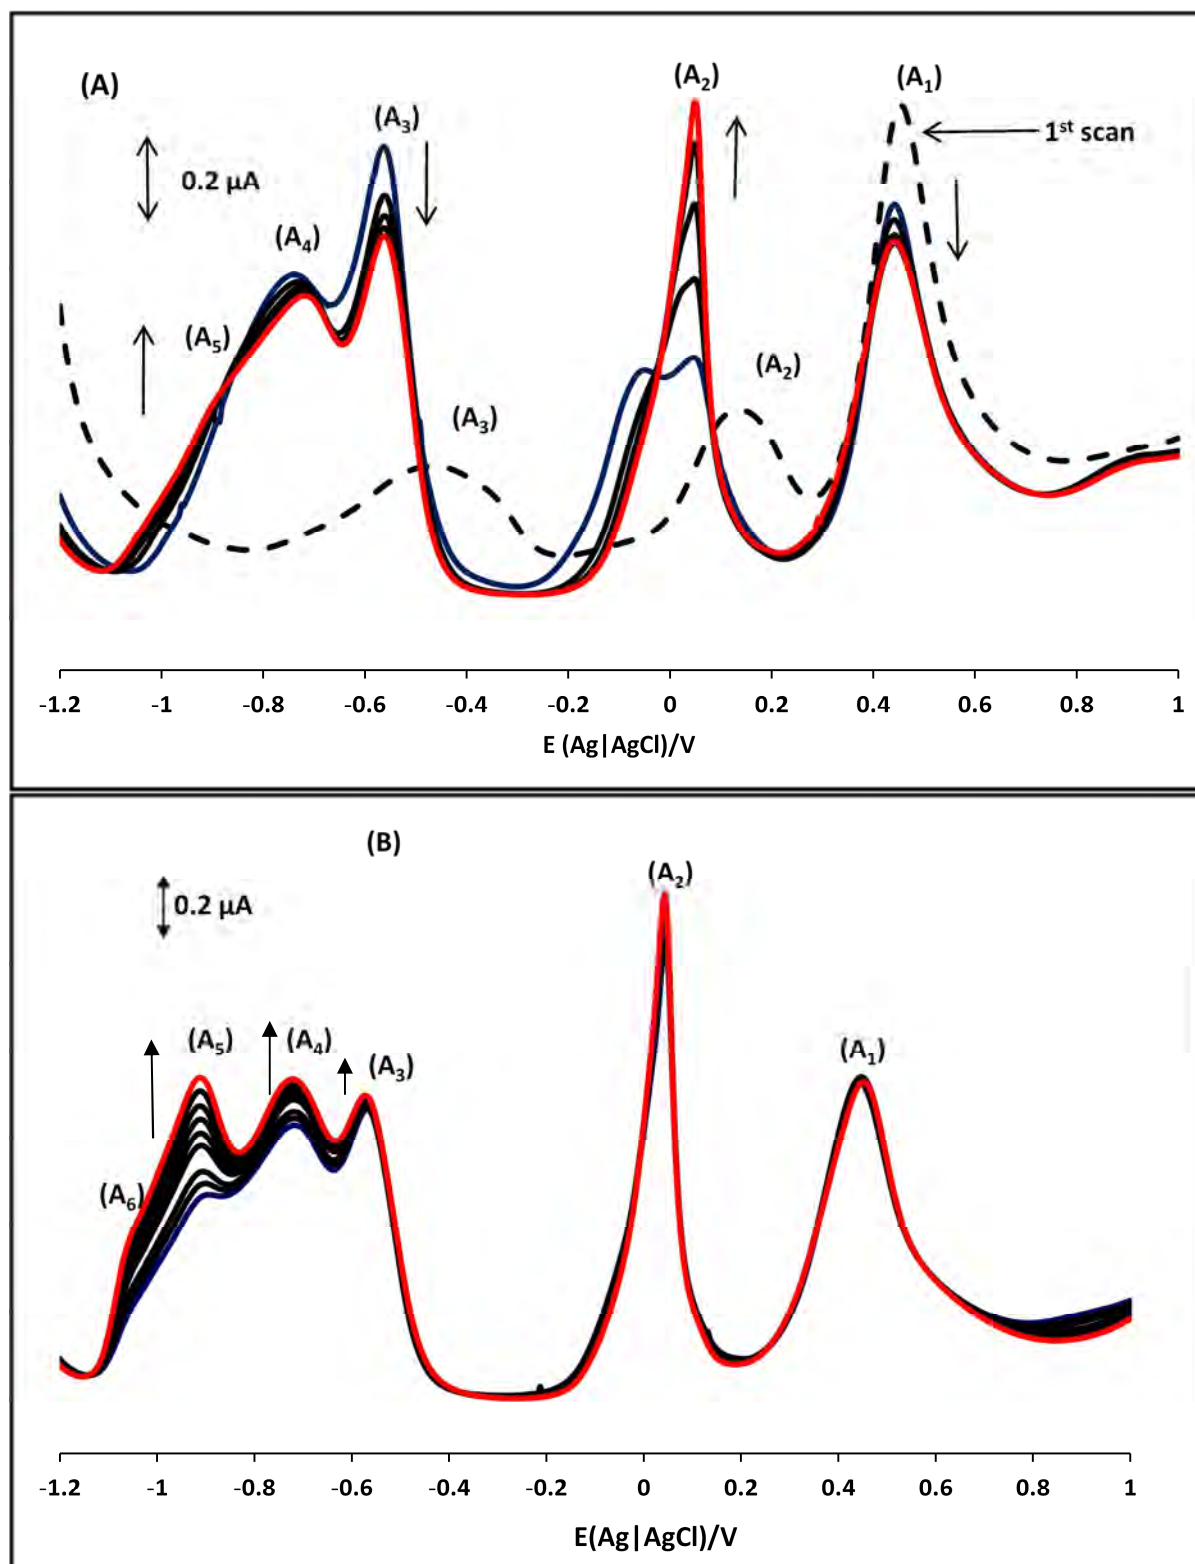 (A)
(A₂)
(A₁)
(A₃)
1ˢᵗ scan
0.2 µA
(A₄)
(A₅)
(A₂)
(A₃)
-1.2 -1 -0.8 -0.6 -0.4 -0.2 0 0.2 0.4 0.6 0.8 1
E (Ag|AgCl)/V
(B)
(A₂)
0.2 µA
(A₅) (A₄) (A₁)
(A₃)
(A₆)
-1.2 -1 -0.8 -0.6 -0.4 -0.2 0 0.2 0.4 0.6 0.8 1
E(Ag|AgCl)/V